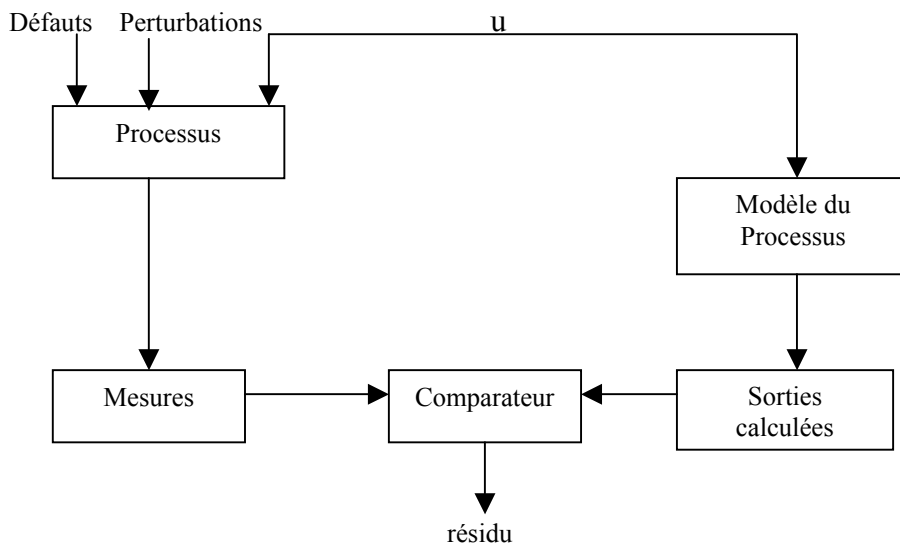 Défauts Perturbations u
Processus
Modèle du
Processus
Mesures
Comparateur
Sorties
calculées
résidu